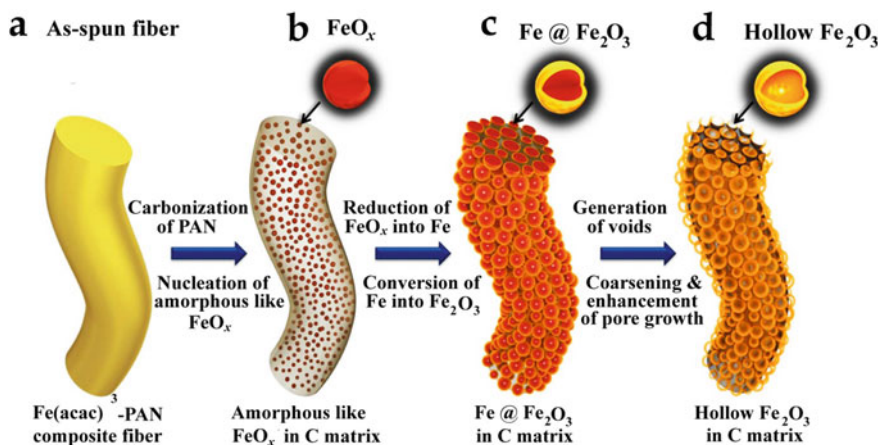 a As-spun fiber
b FeOₓ
c Fe @ Fe₂O₃
d Hollow Fe₂O₃
Carbonization
of PAN
Nucleation of
amorphous like
FeOₓ
Reduction of
FeOₓ into Fe
Conversion of
Fe into Fe₂O₃
Generation
of voids
Coarsening &
enhancement
of pore growth
Fe(acac) ³ -PAN
composite fiber
Amorphous like
FeOₓ in C matrix
Fe @ Fe₂O₃
in C matrix
Hollow Fe₂O₃
in C matrix